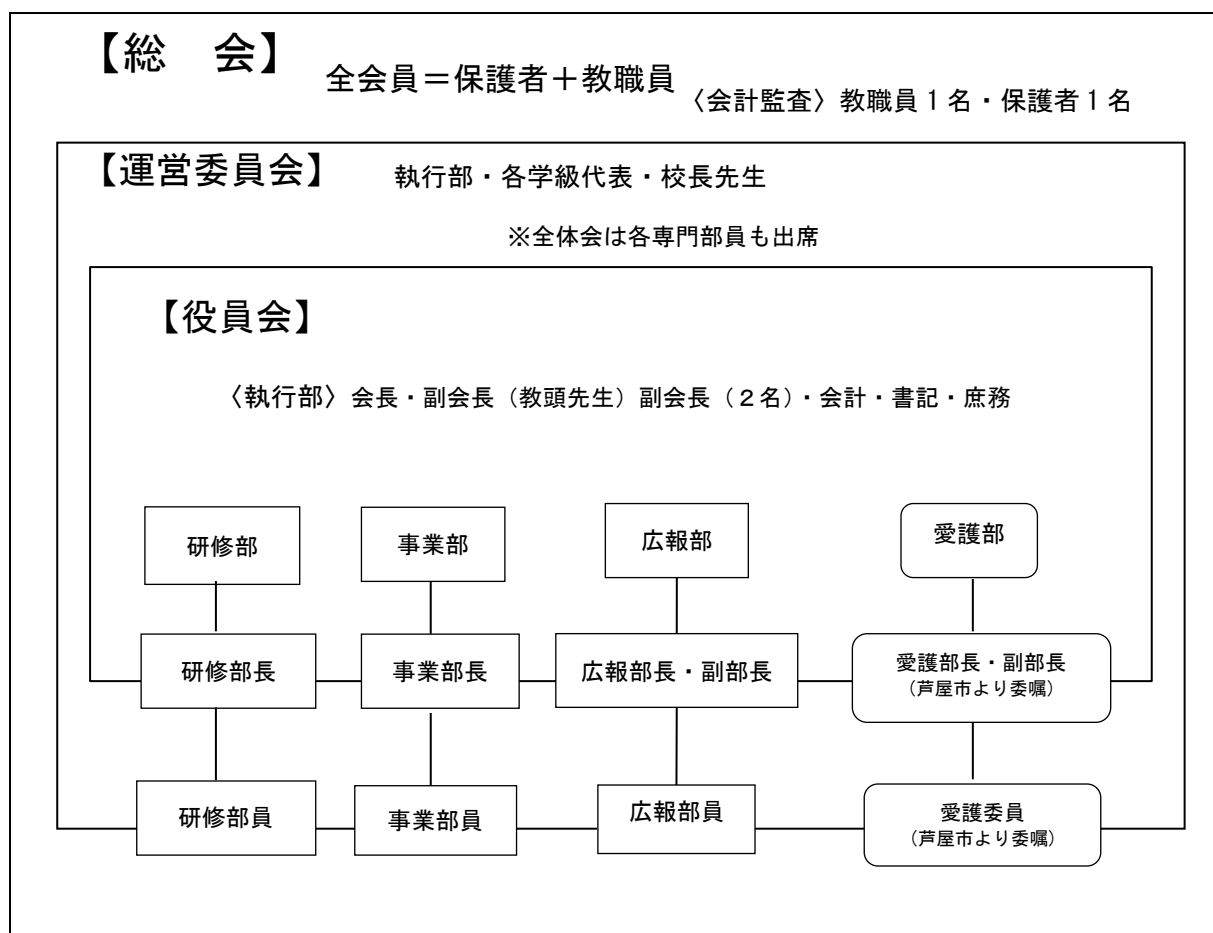 【総　会】
全会員＝保護者＋教職員
〈会計監査〉教職員１名・保護者１名
【運営委員会】
執行部・各学級代表・校長先生
※全体会は各専門部員も出席
【役員会】
〈執行部〉会長・副会長（教頭先生）副会長（２名）・会計・書記・庶務
研修部
事業部
広報部
愛護部
研修部長
事業部長
広報部長・副部長
愛護部長・副部長
（芦屋市より委嘱）
研修部員
事業部員
広報部員
愛護委員
（芦屋市より委嘱）